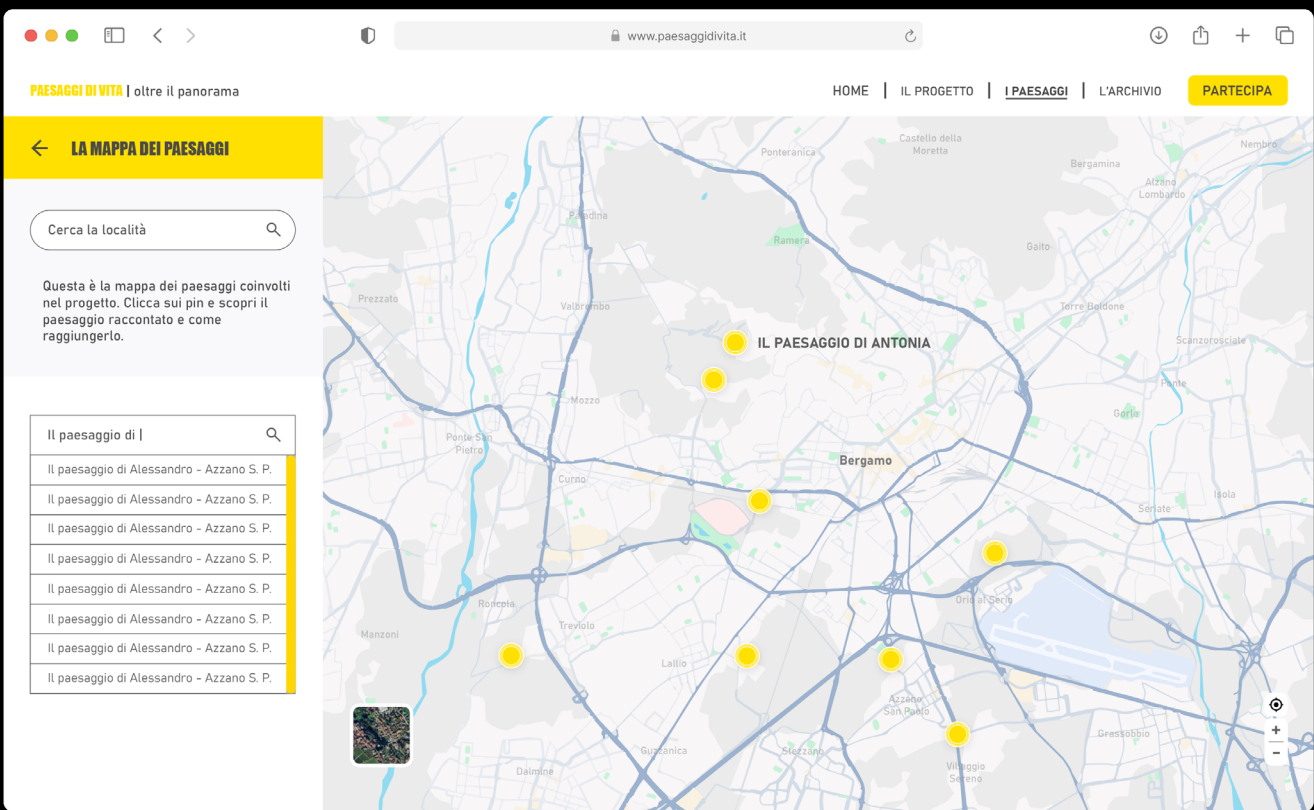 www.paesaggidivita.it
PAESAGGI DI VITA | oltre il panorama
HOME | IL PROGETTO | I PAESAGGI | L'ARCHIVIO
PARTECIPA
LA MAPPA DEI PAESAGGI
Cerca la località
Questa è la mappa dei paesaggi coinvolti
nel progetto. Clicca sui pin e scopri il
paesaggio raccontato e come
raggiungerlo.
Il paesaggio di |
Il paesaggio di Alessandro - Azzano S. P.
Il paesaggio di Alessandro - Azzano S. P.
Il paesaggio di Alessandro - Azzano S. P.
Il paesaggio di Alessandro - Azzano S. P.
Il paesaggio di Alessandro - Azzano S. P.
Il paesaggio di Alessandro - Azzano S. P.
Il paesaggio di Alessandro - Azzano S. P.
Il paesaggio di Alessandro - Azzano S. P.
Castello della
Moretta
Ponteranica
Nembro
Bergamina
Alzano
Lombardo
Paladina
Ramera
Gaito
Prezzato
Valbrembo
Torre Boldone
IL PAESAGGIO DI ANTONIA
Scanzorosciate
Ponte
Mozzo
Gorle
Ponte San
Pietro
Bergamo
Curno
Isola
Seriate
Roncola
Orio al Serio
Treviolo
Manzoni
Lallio
Azzano
San Paolo
Grassobbio
Guzzanica
Stezzano
Dalmine
Villaggio
Sereno
+
−